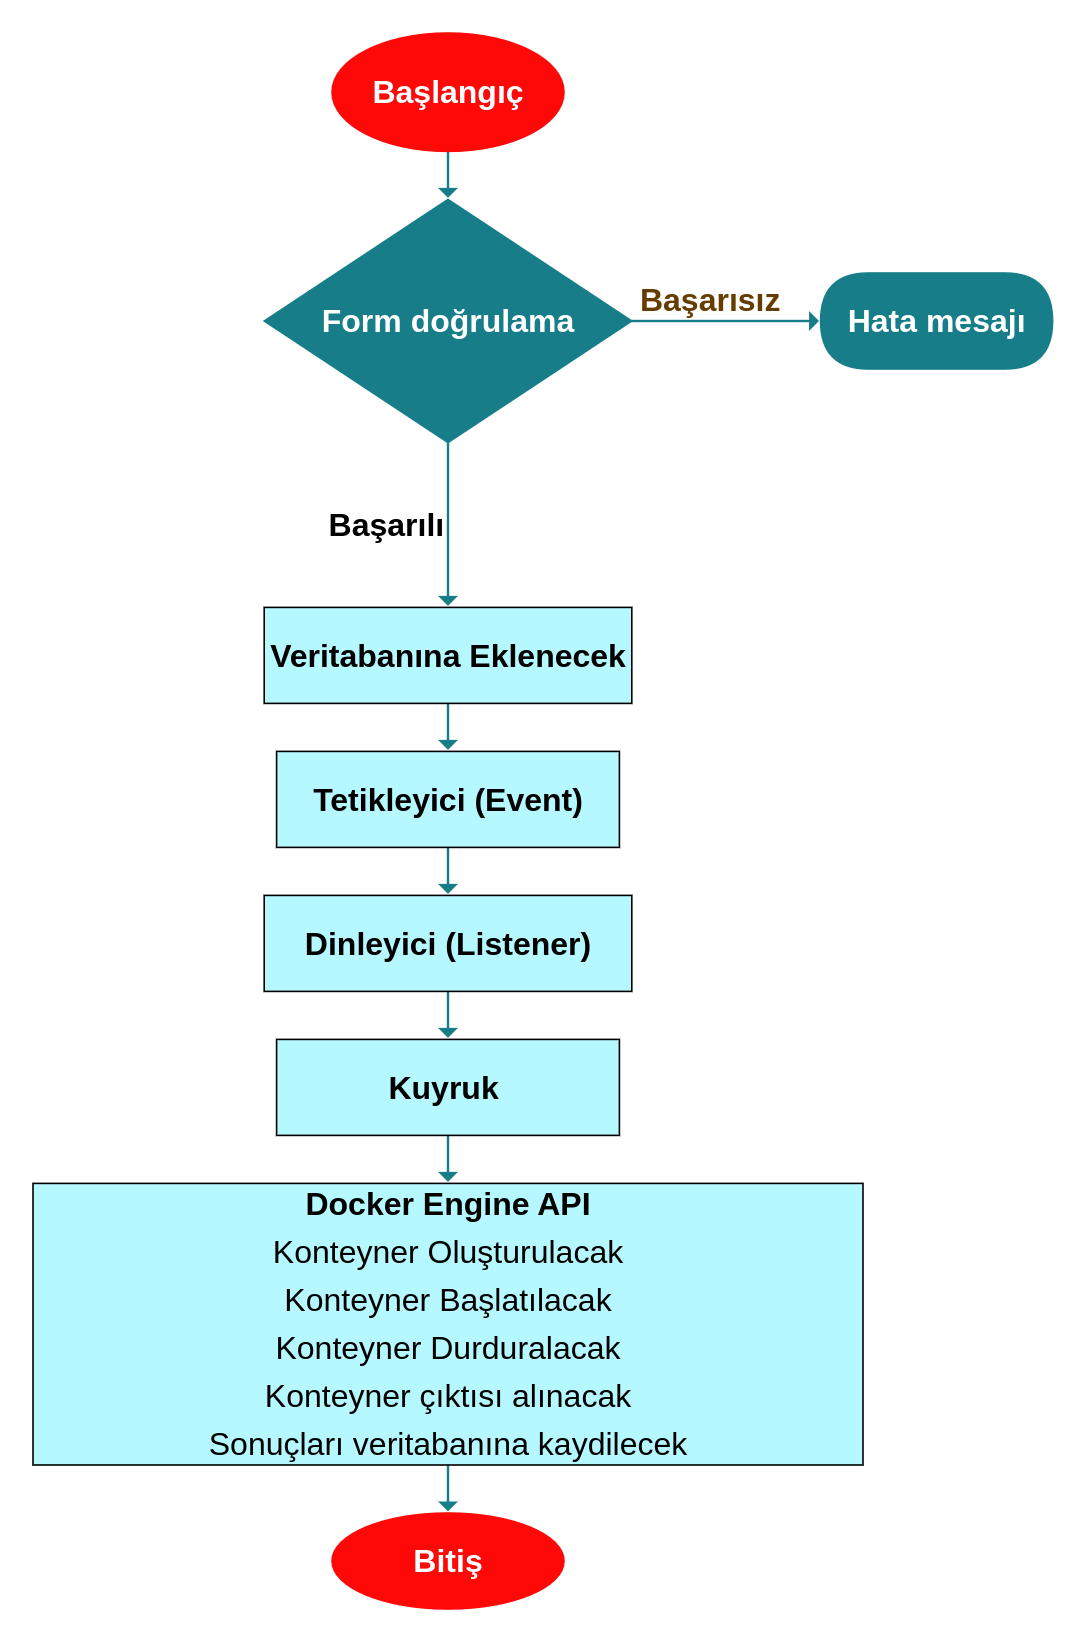 Başlangıç
Form doğrulama
Başarısız
Hata mesajı
Başarılı
Veritabanına Eklenecek
Tetikleyici (Event)
Dinleyici (Listener)
Kuyruk
Docker Engine API
Konteyner Oluşturulacak
Konteyner Başlatılacak
Konteyner Durduralacak
Konteyner çıktısı alınacak
Sonuçları veritabanına kaydilecek
Bitiş